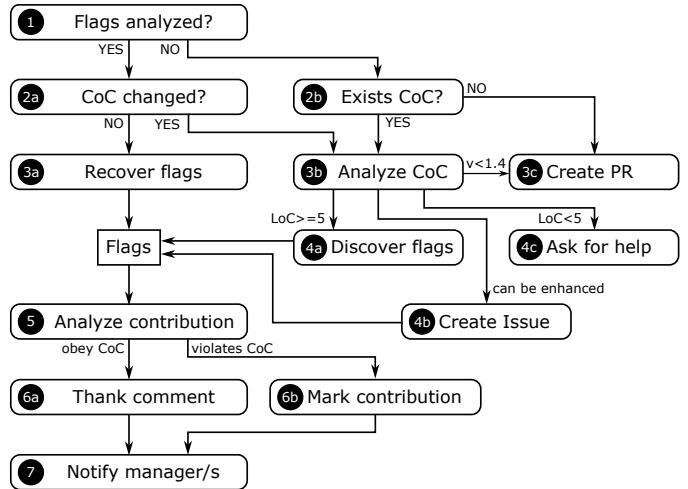 1 Flags analyzed?
YES NO
2a CoC changed?
2b Exists CoC?
NO
NO YES
YES
3a Recover flags
3b Analyze CoC
v<1.4
3c Create PR
LoC>=5
LoC<5
Flags
4a Discover flags
4c Ask for help
can be enhanced
5 Analyze contribution
4b Create Issue
obey CoC
violates CoC
6a Thank comment
6b Mark contribution
7 Notify manager/s